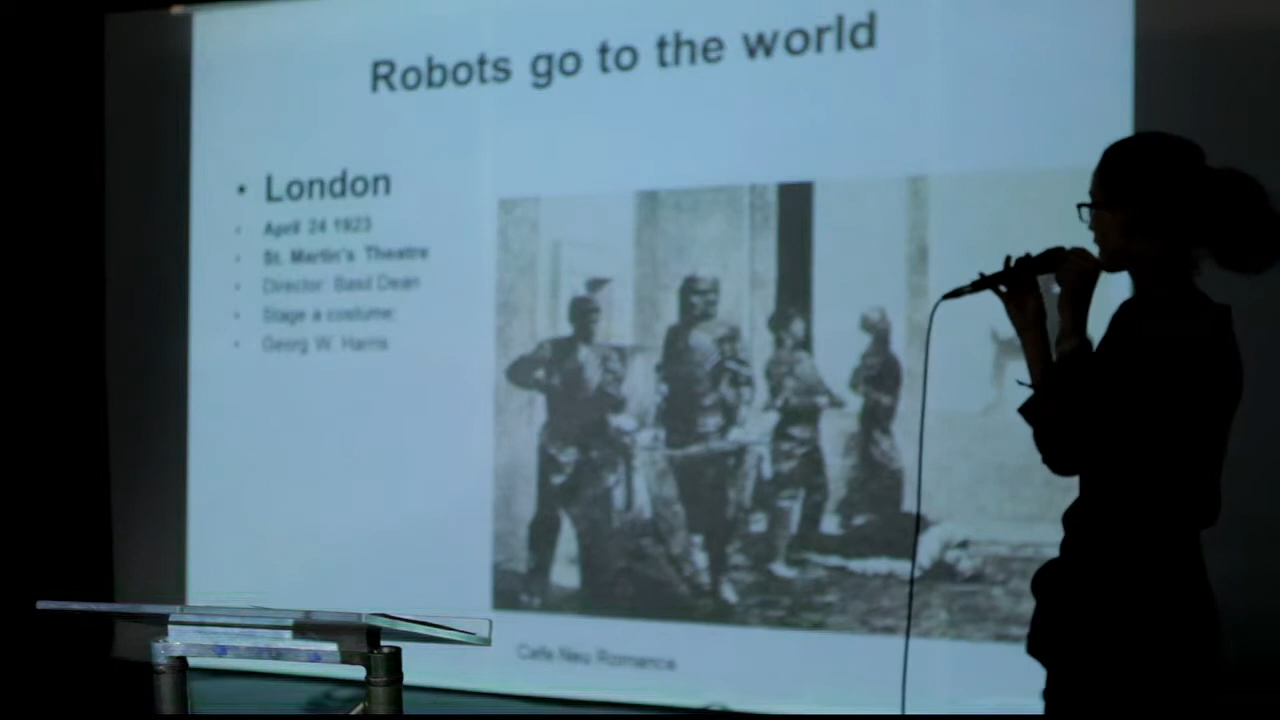 Robots go to the world
• London
• April 24 1923
• St. Martin's Theatre
• Director: Basil Dean
• Stage a costume:
• Georg W. Harris
Cafe Neu Romance